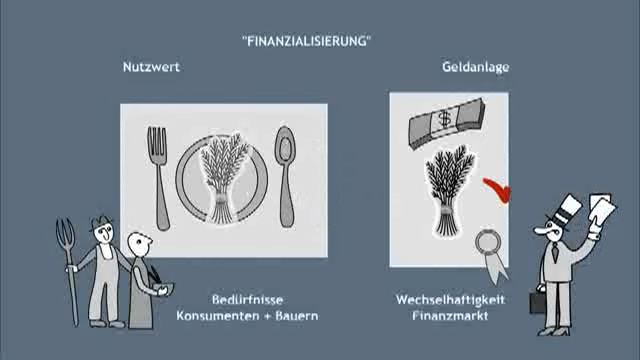 "FINANZIALISIERUNG"
Nutzwert
Geldanlage
$
Bedürfnisse
Konsumenten + Bauern
Wechselhaftigkeit
Finanzmarkt